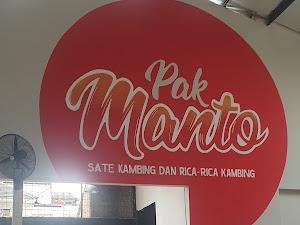 Pak
Manto
SATE KAMBING DAN RICA-RICA KAMBING